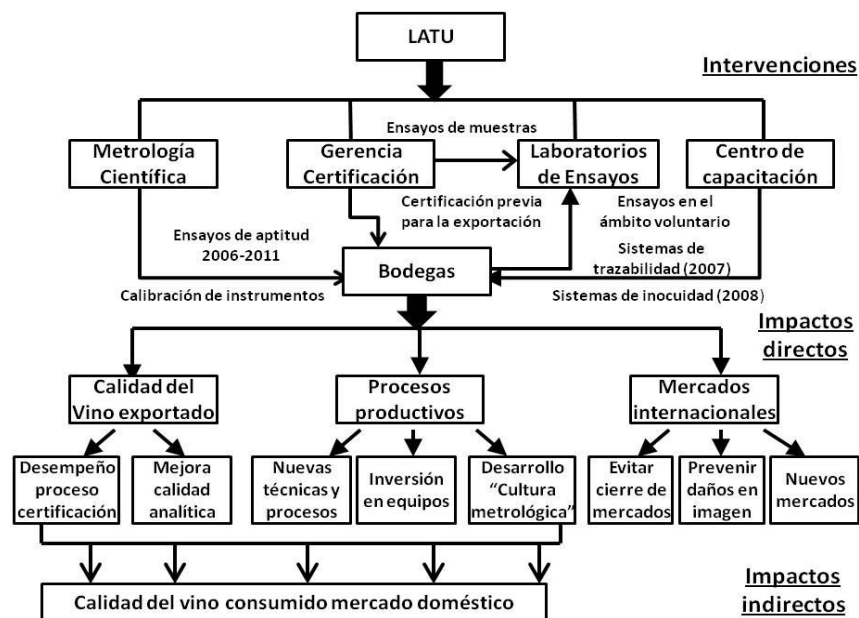 LATU
Intervenciones
Ensayos de muestras
Metrología
Científica
Gerencia
Certificación
Laboratorios
de Ensayos
Centro de
capacitación
Certificación previa
para la exportación
Ensayos en el
ámbito voluntario
Ensayos de aptitud
2006-2011
Sistemas de
trazabilidad (2007)
Bodegas
Calibración de instrumentos
Sistemas de inocuidad (2008)
Impactos
directos
Calidad del
Vino exportado
Procesos
productivos
Mercados
internacionales
Desempeño
proceso
certificación
Mejora
calidad
analítica
Nuevas
técnicas y
procesos
Inversión
en equipos
Desarrollo
“Cultura
metrológica”
Evitar
cierre de
mercados
Prevenir
daños en
imagen
Nuevos
mercados
Calidad del vino consumido mercado doméstico
Impactos
indirectos